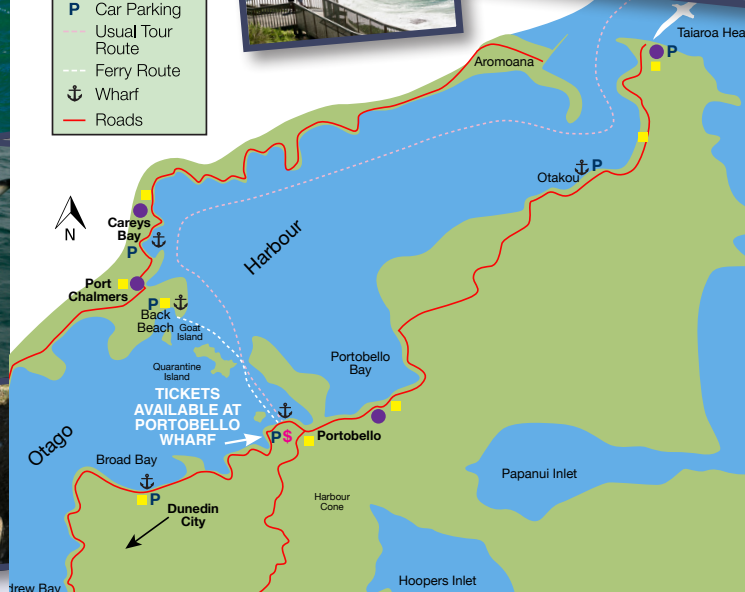 P Car Parking
Usual Tour
Route
Ferry Route
Wharf
Roads
Taiaroa Hea
P
Aromoana
Otakou
P
N
Careys
Bay
P
Harbour
Port
Chalmers
P
Back
Beach
Goat
Island
Quarantine
Island
Portobello
Bay
TICKETS
AVAILABLE AT
PORTOBELLO
WHARF
P$
Portobello
Otago
Broad Bay
P
Dunedin
City
Harbour
Cone
Papanui Inlet
Hoopers Inlet
drew Bay